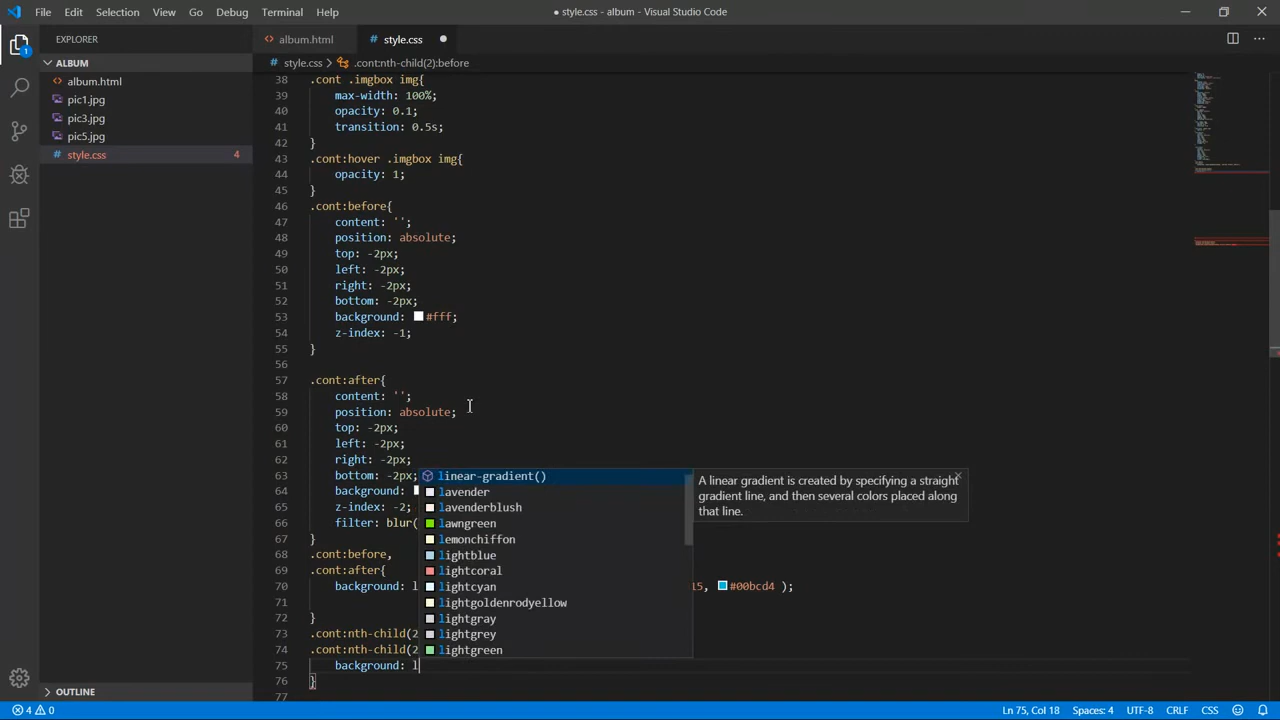 File Edit Selection View Go Debug Terminal Help
● style.css - album - Visual Studio Code
EXPLORER
album.html
style.css
ALBUM
style.css
.cont:nth-child(2):before
album.html
pic1.jpg
pic3.jpg
pic5.jpg
style.css 4
1
38 .cont .imgbox img{
39 max-width: 100%;
40 opacity: 0.1;
41 transition: 0.5s;
42 }
43 .cont:hover .imgbox img{
44 opacity: 1;
45 }
46 .cont:before{
47 content: '';
48 position: absolute;
49 top: -2px;
50 left: -2px;
51 right: -2px;
52 bottom: -2px;
53 background: #fff;
54 z-index: -1;
55 }
56
57 .cont:after{
58 content: '';
59 position: absolute;
60 top: -2px;
61 left: -2px;
62 right: -2px;
63 bottom: -2px;
64 background:
65 z-index: -2;
66 filter: blur(
67 }
68 .cont:before,
69 .cont:after{
70 background: l 15, #00bcd4 );
71
72 }
73 .cont:nth-child(2
74 .cont:nth-child(2
75 background: l
76 }
77
linear-gradient()
lavender
lavenderblush
lawngreen
lemonchiffon
lightblue
lightcoral
lightcyan
lightgoldenrodyellow
lightgray
lightgrey
lightgreen
A linear gradient is created by specifying a straight
gradient line, and then several colors placed along
that line.
OUTLINE
4 0
Ln 75, Col 18 Spaces: 4 UTF-8 CRLF CSS